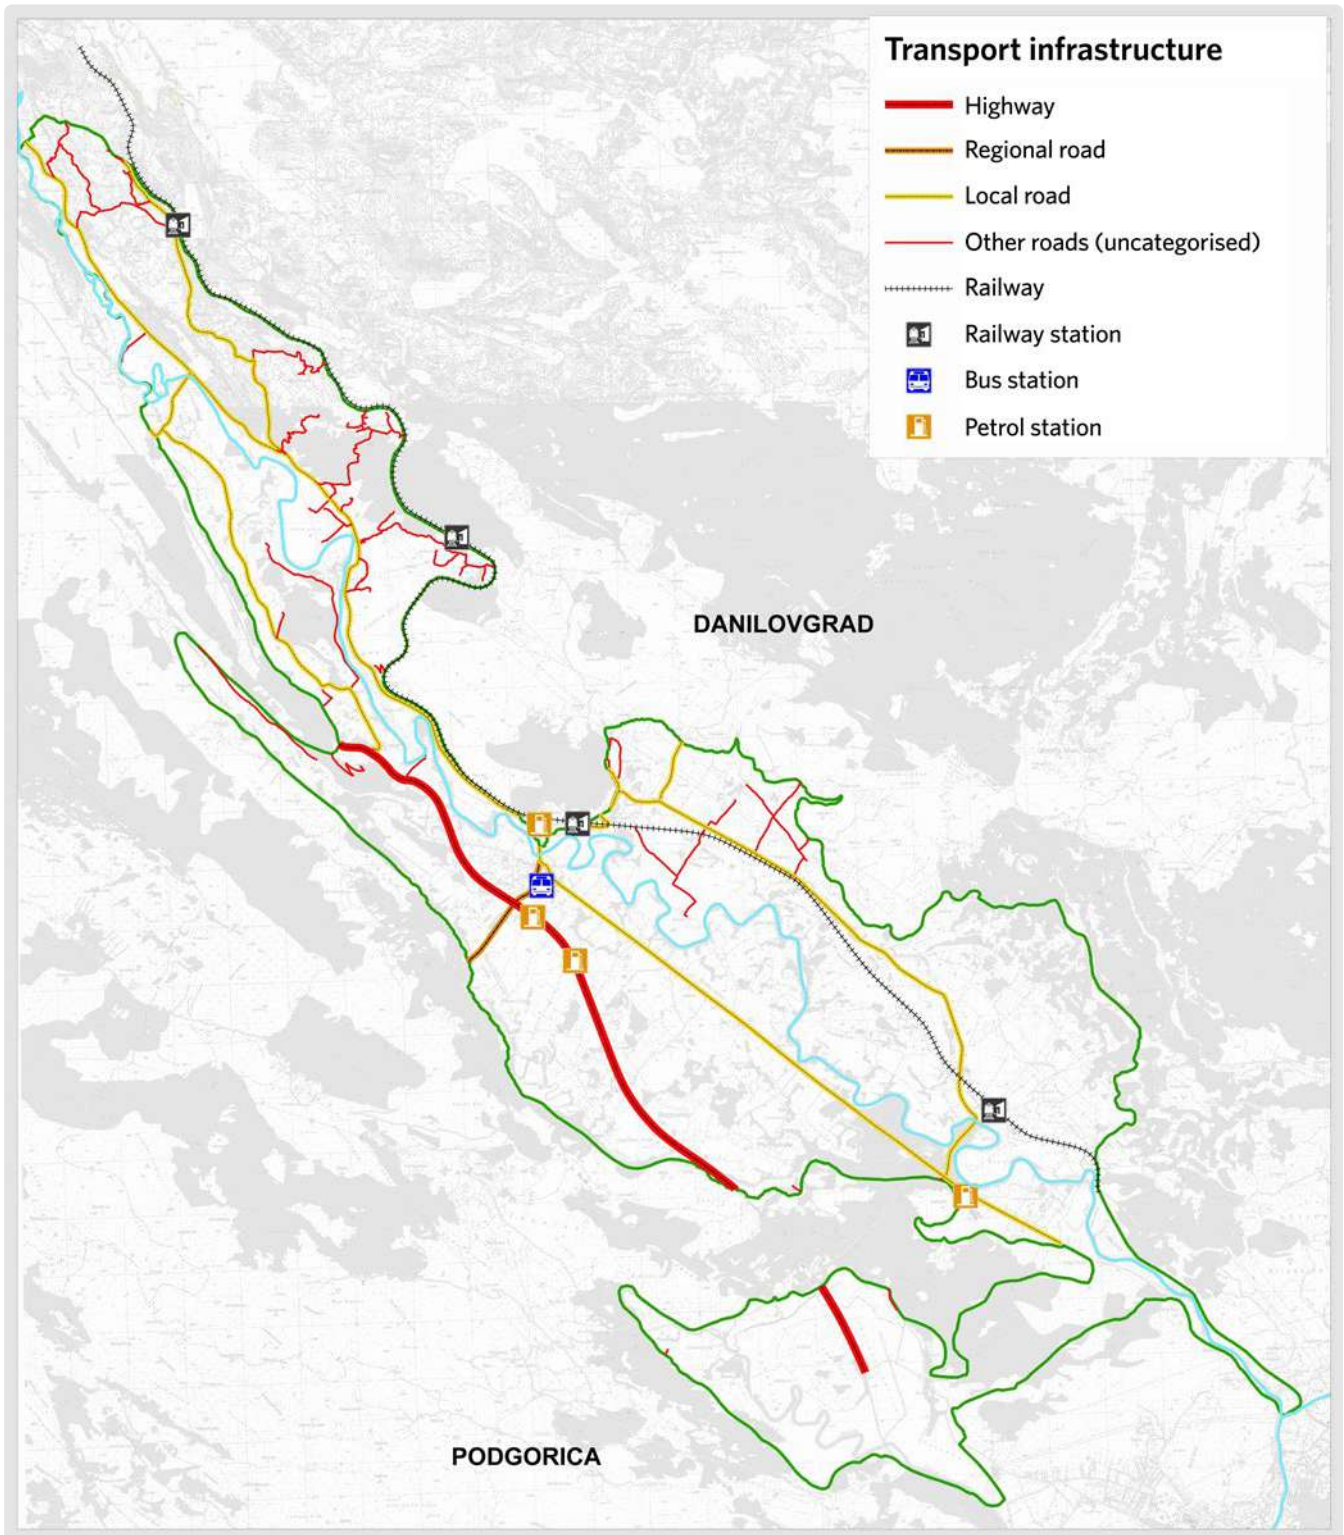 Transport infrastructure
Highway
Regional road
Local road
Other roads (uncategorised)
Railway
Railway station
Bus station
Petrol station
DANILOVGRAD
PODGORICA